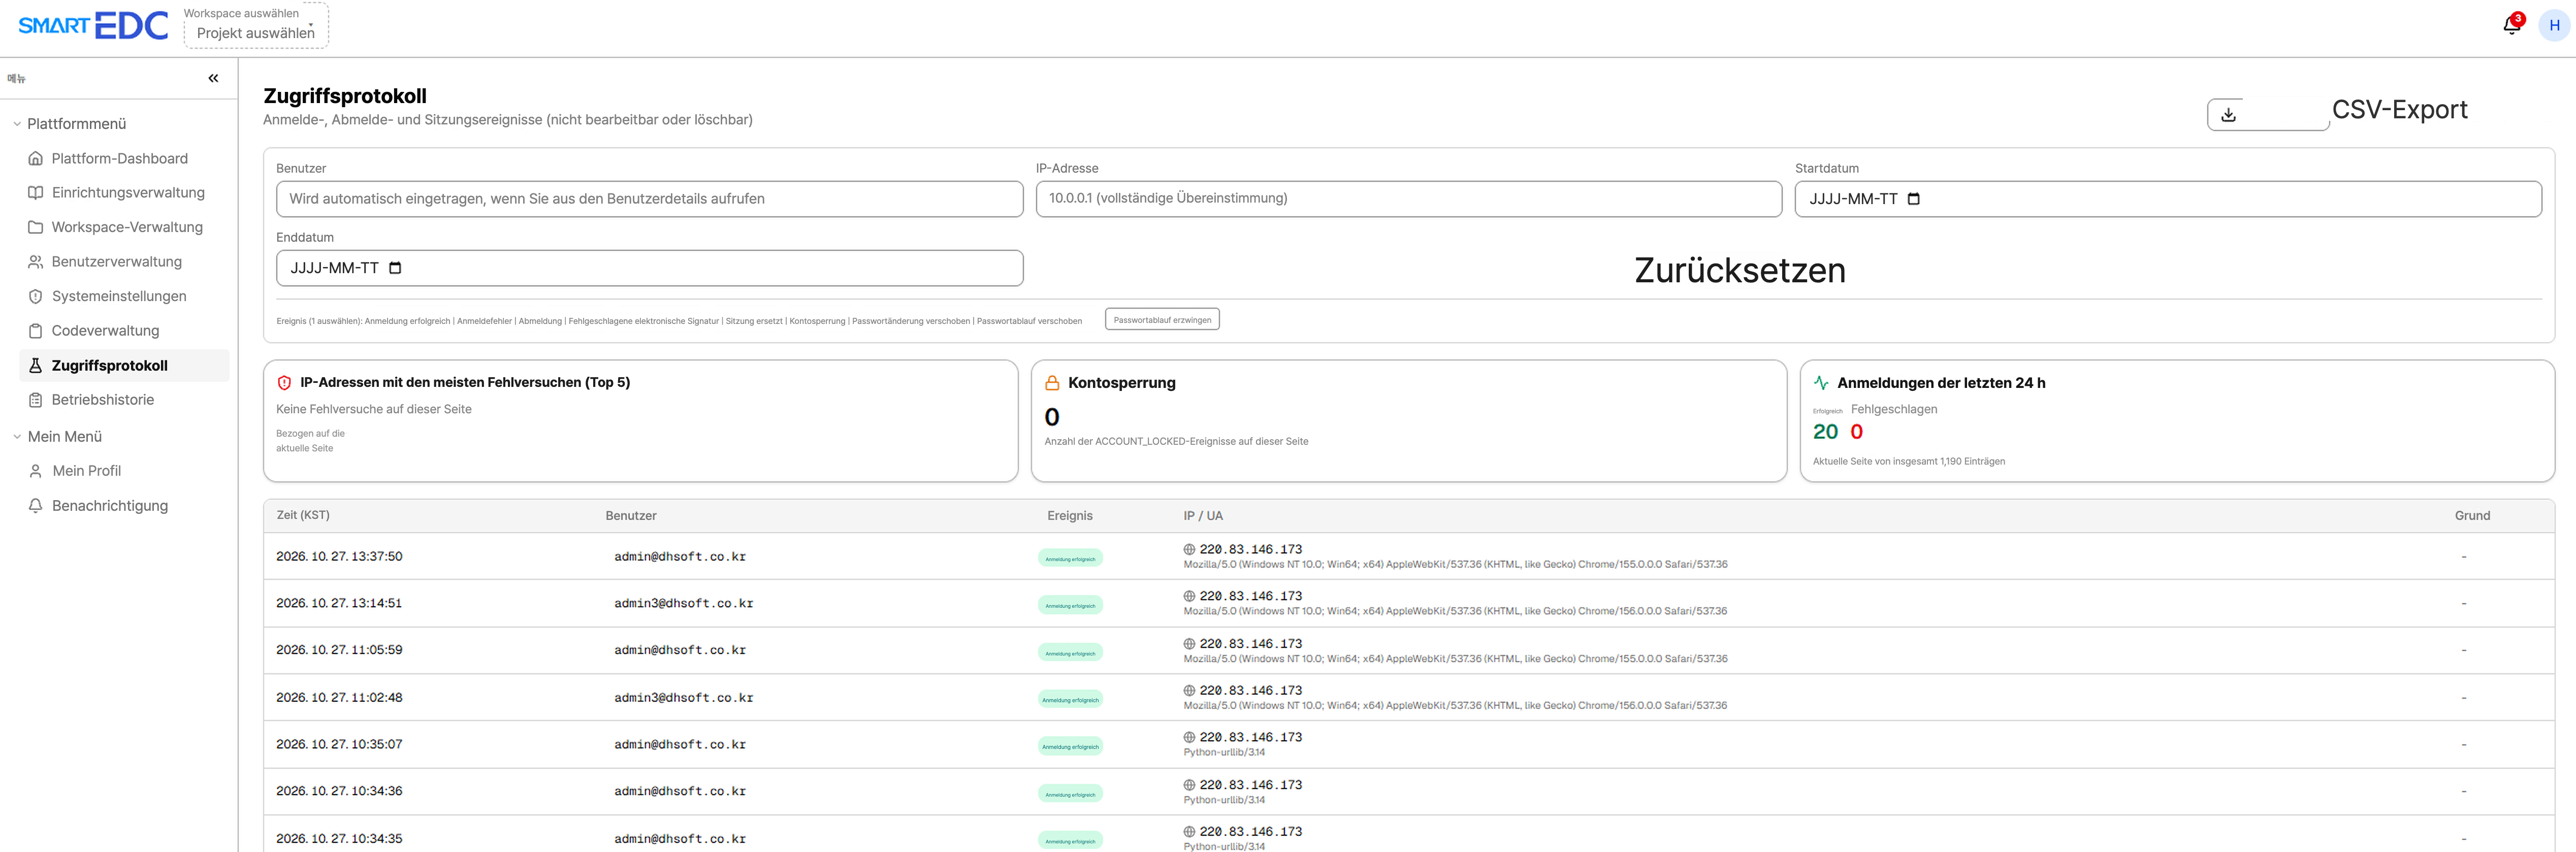 SMART EDC
Workspace auswählen
Projekt auswählen
3
H
메뉴
Plattformmenü
Plattform-Dashboard
Einrichtungsverwaltung
Workspace-Verwaltung
Benutzerverwaltung
Systemeinstellungen
Codeverwaltung
Zugriffsprotokoll
Betriebshistorie
Mein Menü
Mein Profil
Benachrichtigung
Zugriffsprotokoll
Anmelde-, Abmelde- und Sitzungsereignisse (nicht bearbeitbar oder löschbar)
CSV-Export
Benutzer
Wird automatisch eingetragen, wenn Sie aus den Benutzerdetails aufrufen
IP-Adresse
10.0.0.1 (vollständige Übereinstimmung)
Startdatum
JJJJ-MM-TT
Enddatum
JJJJ-MM-TT
Zurücksetzen
Ereignis (1 auswählen): Anmeldung erfolgreich | Anmeldefehler | Abmeldung | Fehlgeschlagene elektronische Signatur | Sitzung ersetzt | Kontosperrung | Passwortänderung verschoben | Passwortablauf verschoben
Passwortablauf erzwingen
IP-Adressen mit den meisten Fehlversuchen (Top 5)
Keine Fehlversuche auf dieser Seite
Bezogen auf die
aktuelle Seite
Kontosperrung
0
Anzahl der ACCOUNT_LOCKED-Ereignisse auf dieser Seite
Anmeldungen der letzten 24 h
Erfolgreich Fehlgeschlagen
20 0
Aktuelle Seite von insgesamt 1,190 Einträgen
Zeit (KST) Benutzer Ereignis IP / UA Grund
2026. 10. 27. 13:37:50 admin@dhsoft.co.kr Anmeldung erfolgreich 220.83.146.173 -
Mozilla/5.0 (Windows NT 10.0; Win64; x64) AppleWebKit/537.36 (KHTML, like Gecko) Chrome/155.0.0.0 Safari/537.36
2026. 10. 27. 13:14:51 admin3@dhsoft.co.kr Anmeldung erfolgreich 220.83.146.173 -
Mozilla/5.0 (Windows NT 10.0; Win64; x64) AppleWebKit/537.36 (KHTML, like Gecko) Chrome/156.0.0.0 Safari/537.36
2026. 10. 27. 11:05:59 admin@dhsoft.co.kr Anmeldung erfolgreich 220.83.146.173 -
Mozilla/5.0 (Windows NT 10.0; Win64; x64) AppleWebKit/537.36 (KHTML, like Gecko) Chrome/155.0.0.0 Safari/537.36
2026. 10. 27. 11:02:48 admin3@dhsoft.co.kr Anmeldung erfolgreich 220.83.146.173 -
Mozilla/5.0 (Windows NT 10.0; Win64; x64) AppleWebKit/537.36 (KHTML, like Gecko) Chrome/156.0.0.0 Safari/537.36
2026. 10. 27. 10:35:07 admin@dhsoft.co.kr Anmeldung erfolgreich 220.83.146.173 -
Python-urllib/3.14
2026. 10. 27. 10:34:36 admin@dhsoft.co.kr Anmeldung erfolgreich 220.83.146.173 -
Python-urllib/3.14
2026. 10. 27. 10:34:35 admin@dhsoft.co.kr Anmeldung erfolgreich 220.83.146.173 -
Python-urllib/3.14